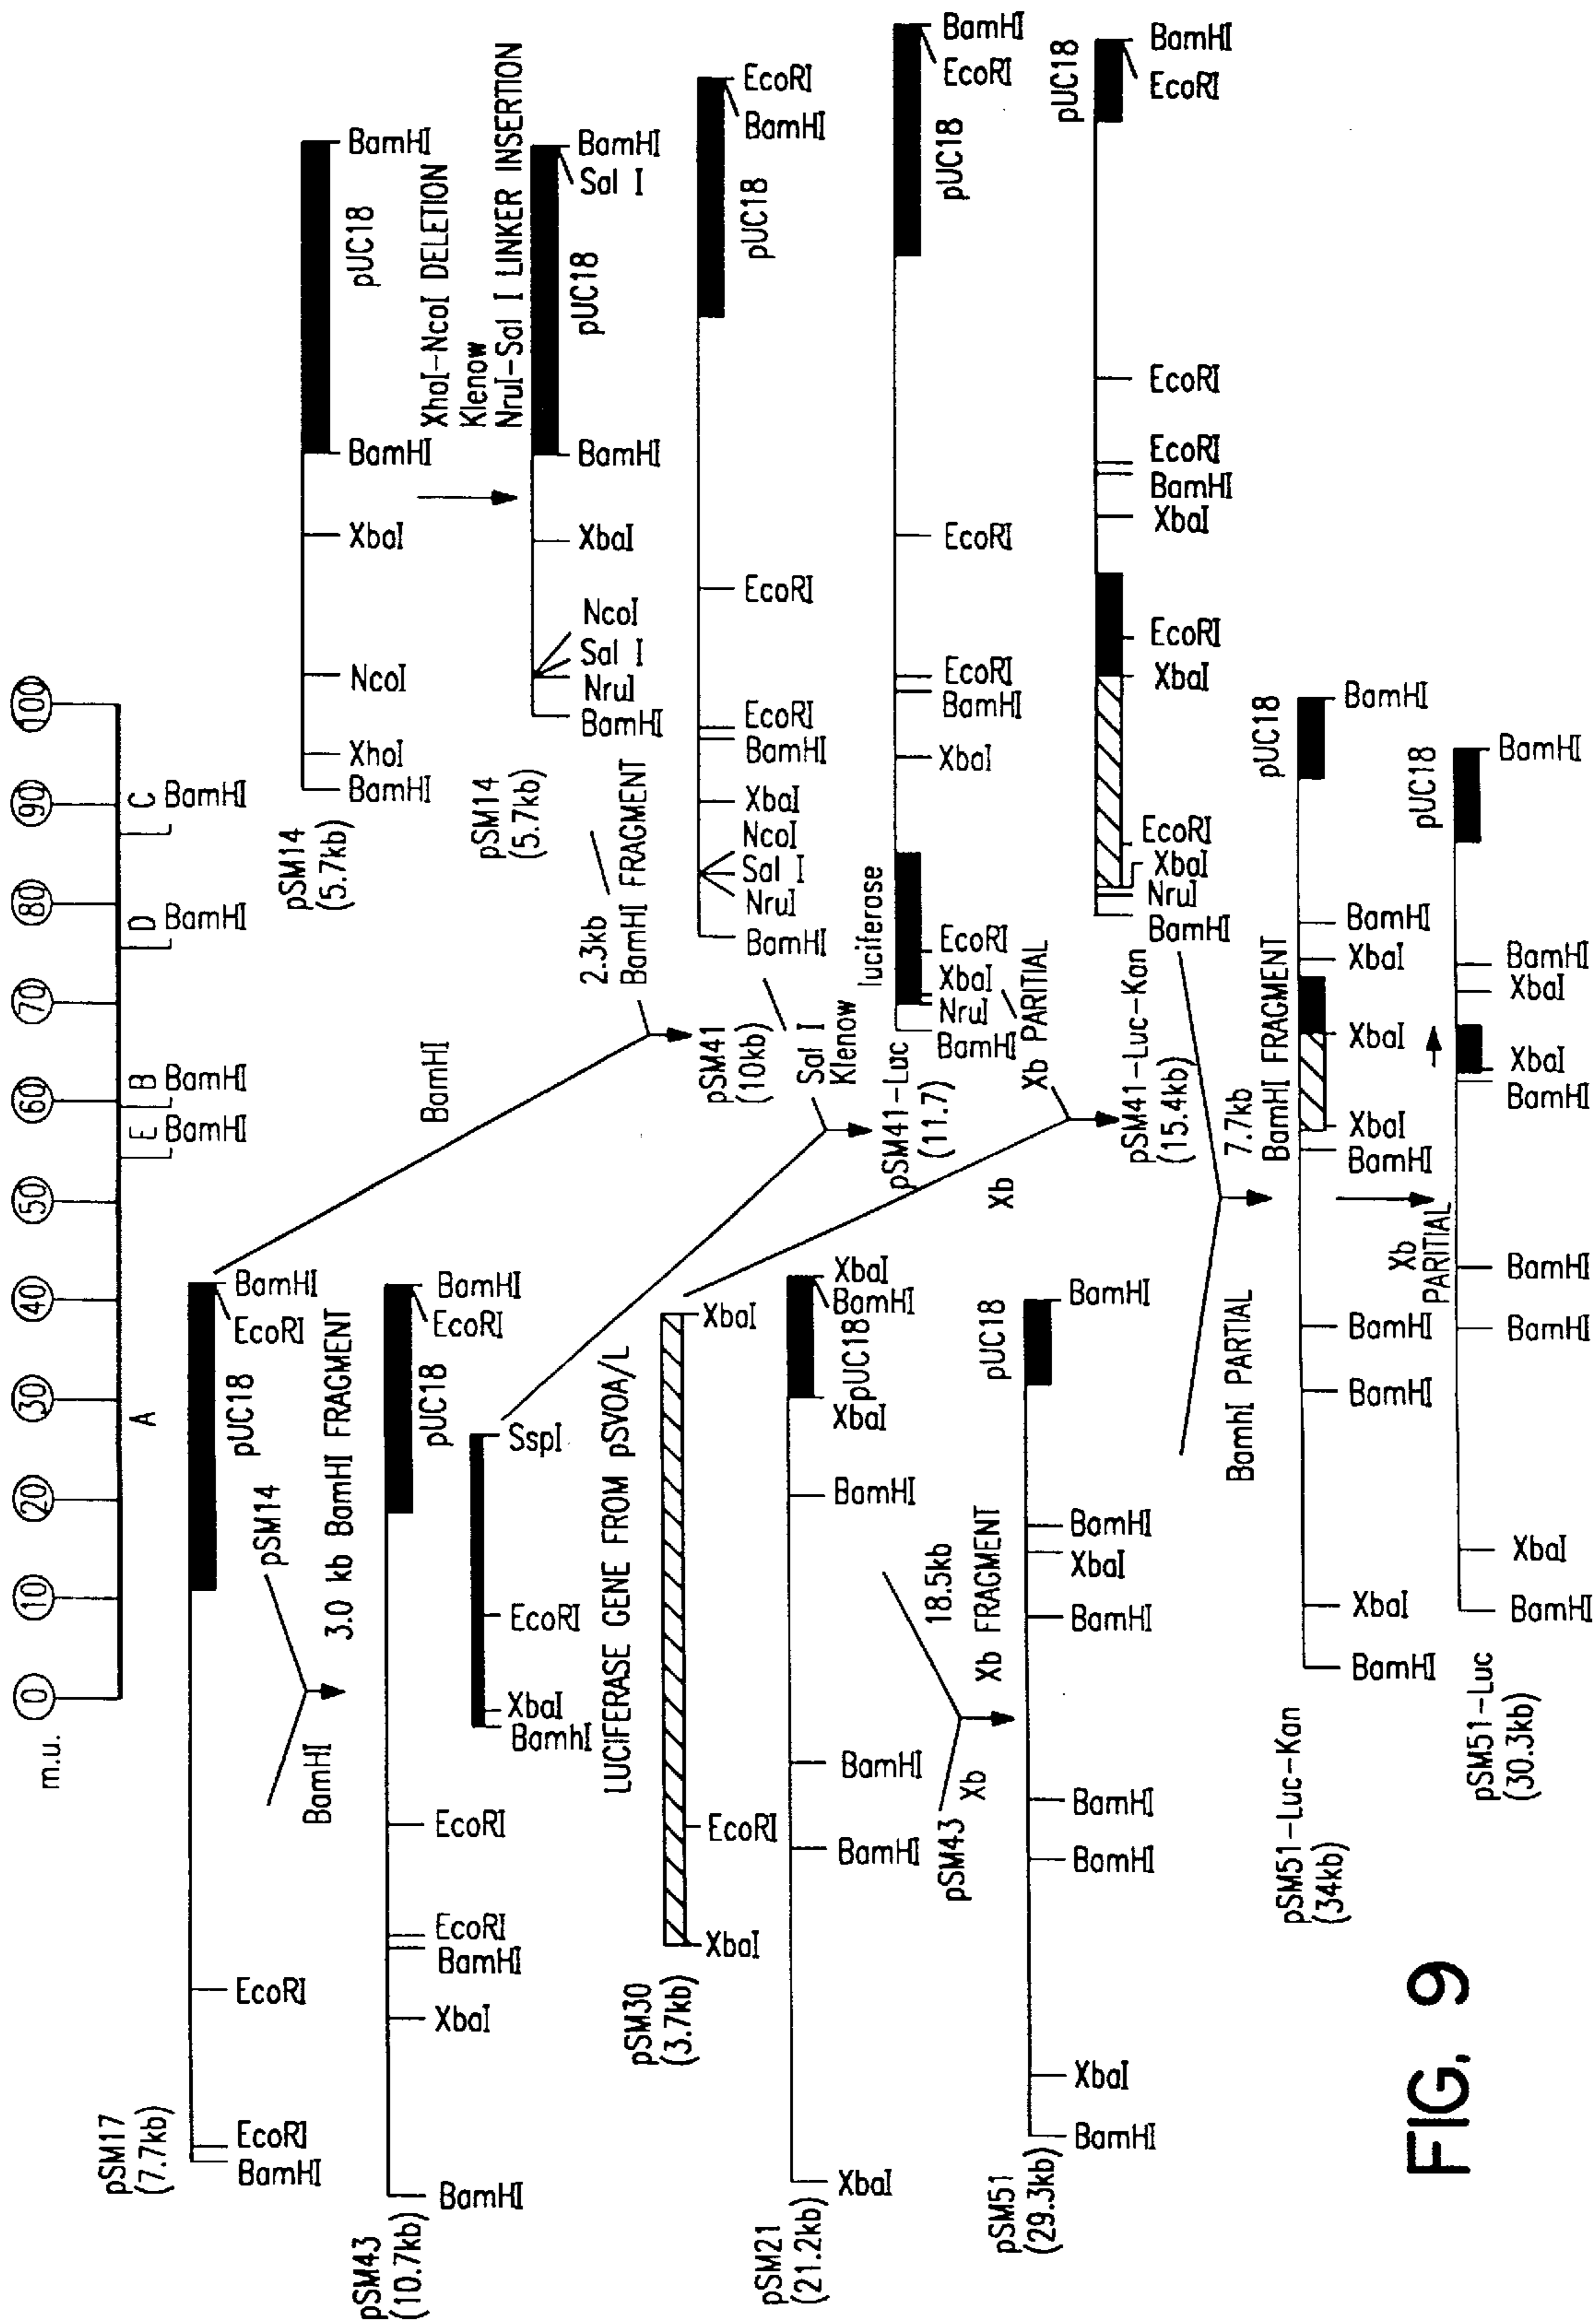 m.u.
0
10
20
30
40
50
60
70
80
90
100
A
E
B
D
C
BamHI
BamHI
BamHI
BamHI
pSM17
(7.7kb)
BamHI
EcoRI
EcoRI
pUC18
EcoRI
BamHI
pSM14
(5.7kb)
BamHI
XhoI
NcoI
XbaI
BamHI
pUC18
BamHI
BamHI
pSM14
3.0 kb BamHI FRAGMENT
BamHI
XhoI-NcoI DELETION
Klenow
NruI-Sal I LINKER INSERTION
pSM43
(10.7kb)
BamHI
XbaI
BamHI
EcoRI
EcoRI
pUC18
EcoRI
BamHI
pSM14
(5.7kb)
BamHI
NruI
Sal I
NcoI
XbaI
BamHI
pUC18
Sal I
BamHI
2.3kb
BamHI FRAGMENT
BamhI
XbaI
EcoRI
SspI
LUCIFERASE GENE FROM pSVOA/L
pSM41
(10kb)
BamHI
NruI
Sal I
NcoI
XbaI
BamHI
EcoRI
EcoRI
pUC18
BamHI
EcoRI
Sal I
Klenow
pSM30
(3.7kb)
XbaI
EcoRI
XbaI
pSM41-Luc
(11.7)
luciferase
BamHI
NruI
XbaI
EcoRI
XbaI
BamHI
EcoRI
EcoRI
pUC18
EcoRI
BamHI
pSM21
(21.2kb)
XbaI
BamHI
BamHI
BamHI
XbaI
pUC18
BamHI
XbaI
Xb
Xb PARITIAL
pSM43
Xb
18.5kb
Xb FRAGMENT
pSM41-Luc-Kan
(15.4kb)
BamHI
NruI
XbaI
EcoRI
XbaI
EcoRI
XbaI
BamHI
EcoRI
EcoRI
pUC18
EcoRI
BamHI
pSM51
(29.3kb)
BamHI
XbaI
BamHI
BamHI
BamHI
XbaI
BamHI
pUC18
BamHI
BamhI PARTIAL
7.7kb
BamHI FRAGMENT
pSM51-Luc-Kan
(34kb)
BamHI
XbaI
BamHI
BamHI
BamHI
XbaI
XbaI
XbaI
BamHI
pUC18
BamHI
Xb
PARITIAL
pSM51-Luc
(30.3kb)
BamHI
XbaI
BamHI
BamHI
BamHI
XbaI
XbaI
BamHI
pUC18
BamHI
FIG. 9